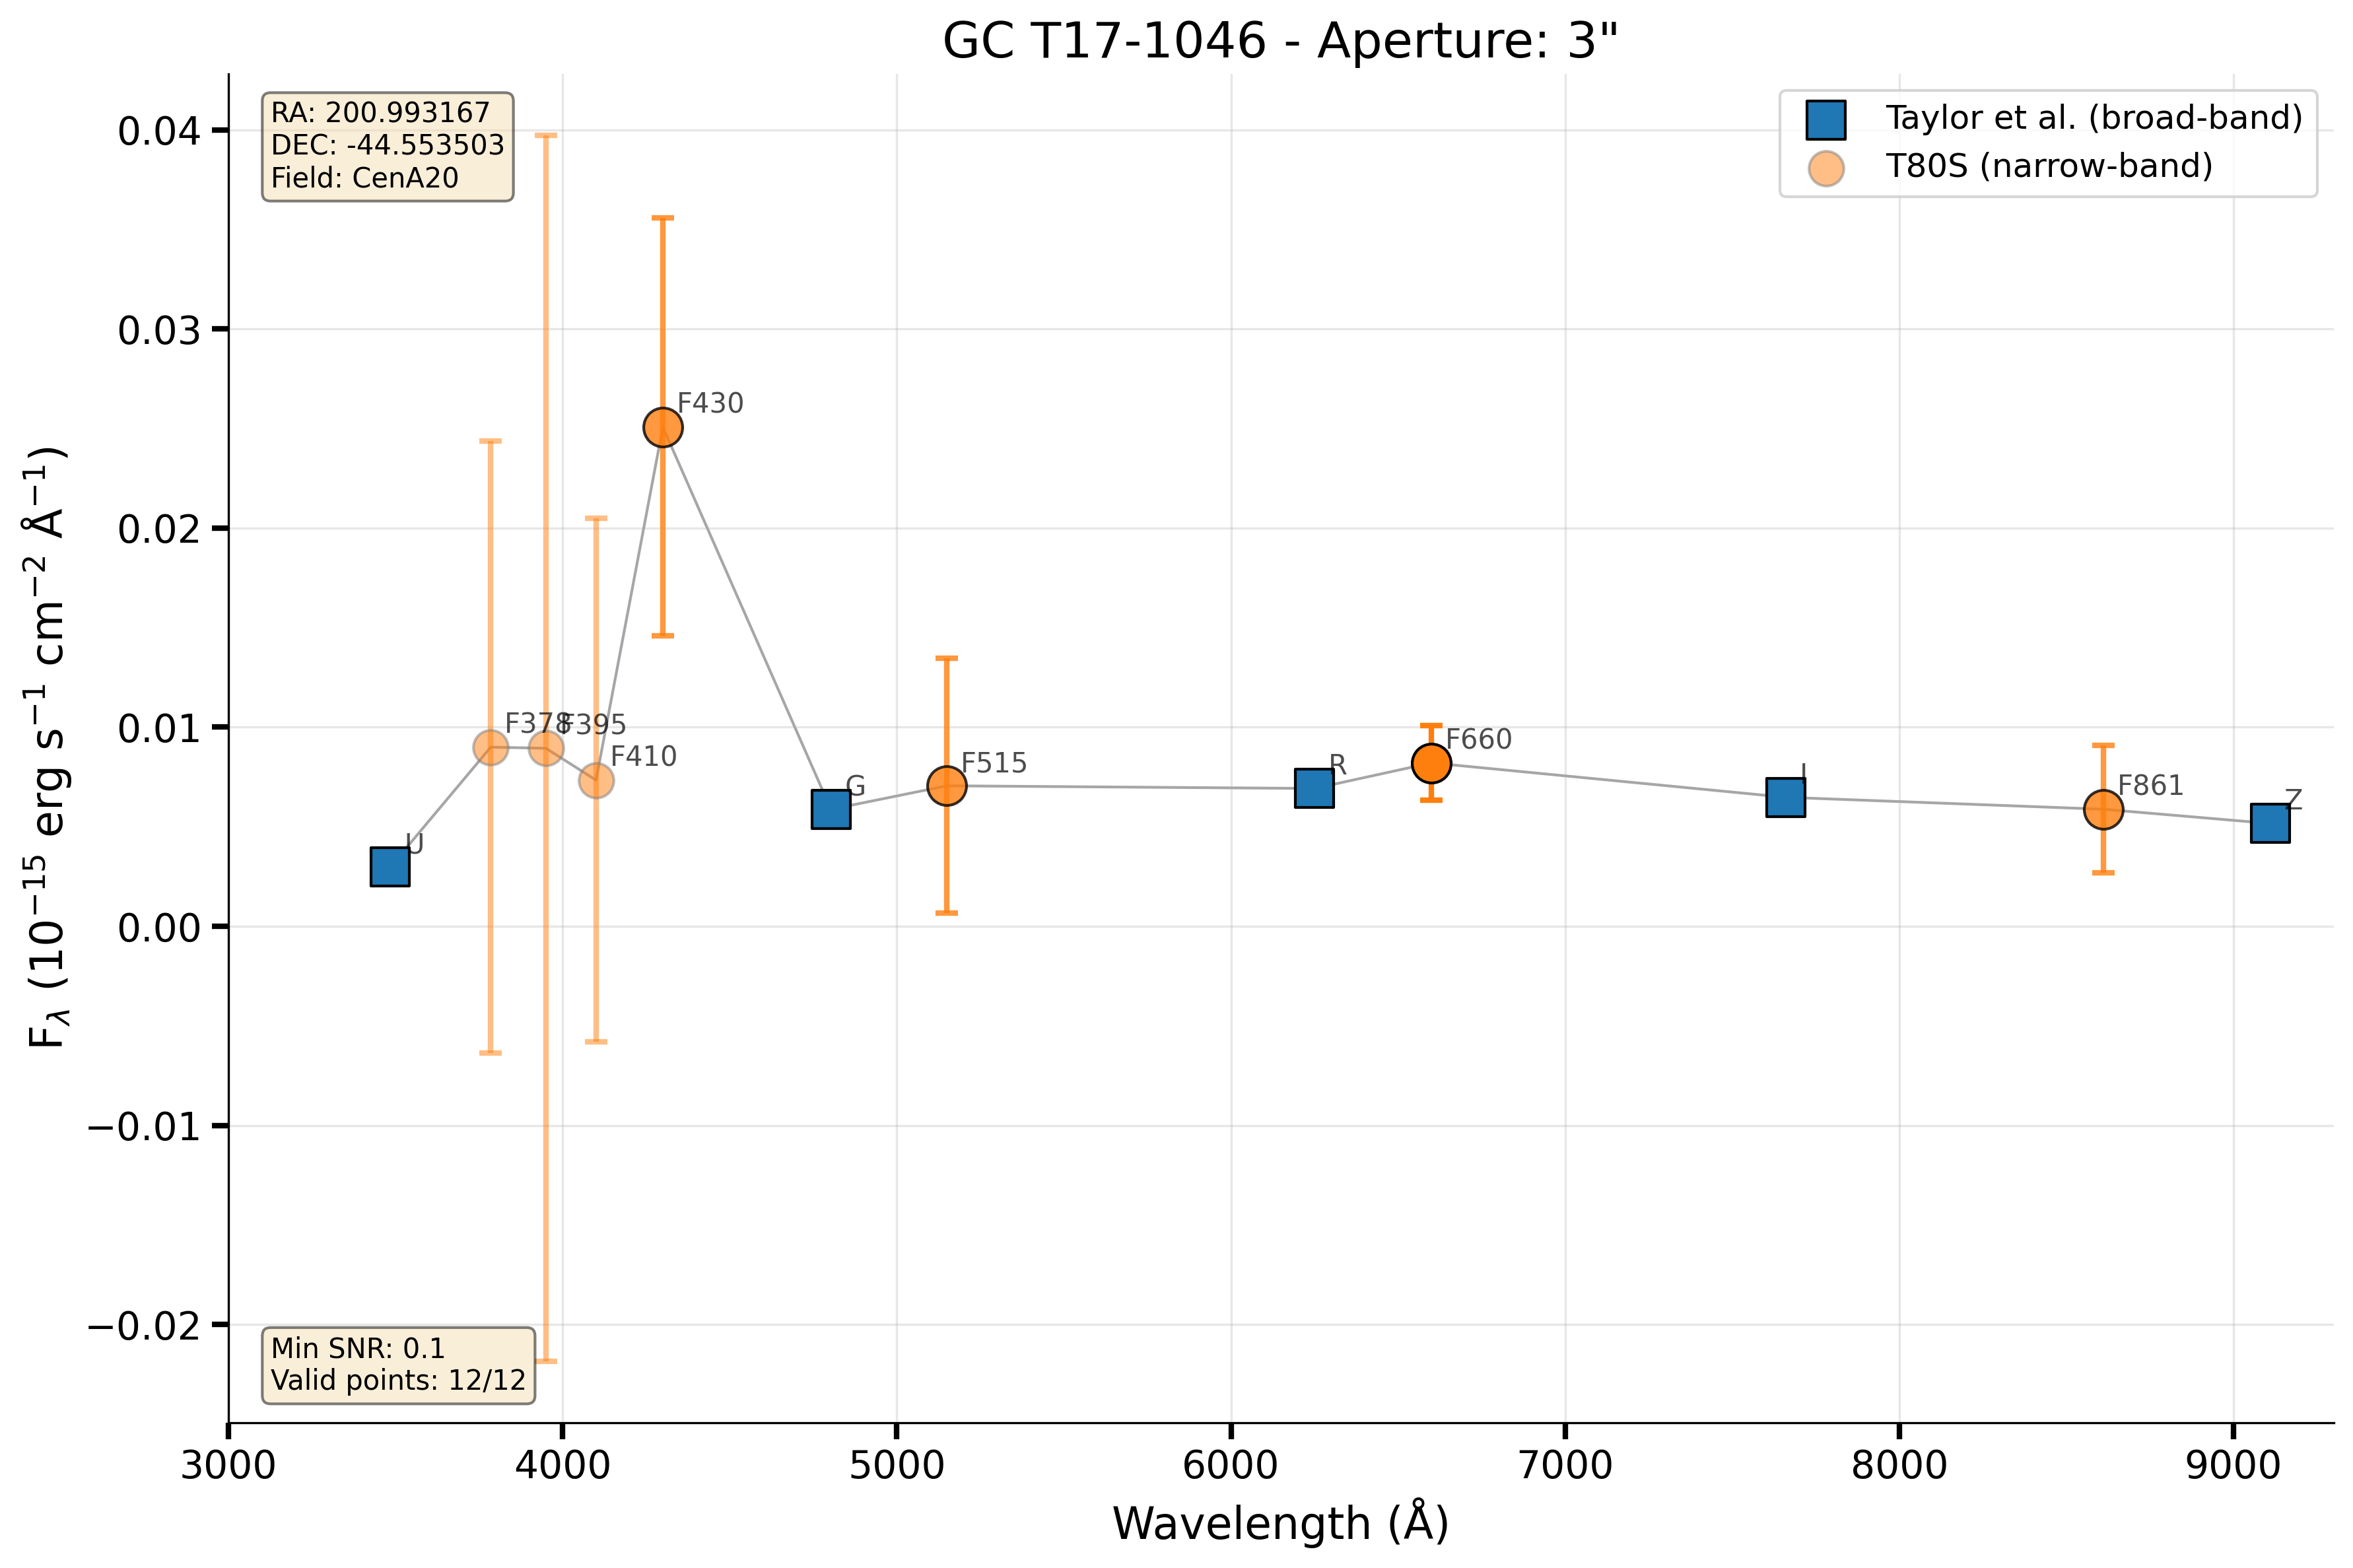 GC T17-1046 - Aperture: 3"
RA: 200.993167
DEC: -44.553503
Field: CenA20
Taylor et al. (broad-band)
T80S (narrow-band)
0.04
0.03
0.02
0.01
0.00
−0.01
−0.02
F_λ (10⁻¹⁵ erg s⁻¹ cm⁻² Å⁻¹)
U
F378
F395
F410
F430
G
F515
R
F660
I
F861
Z
Min SNR: 0.1
Valid points: 12/12
3000
4000
5000
6000
7000
8000
9000
Wavelength (Å)